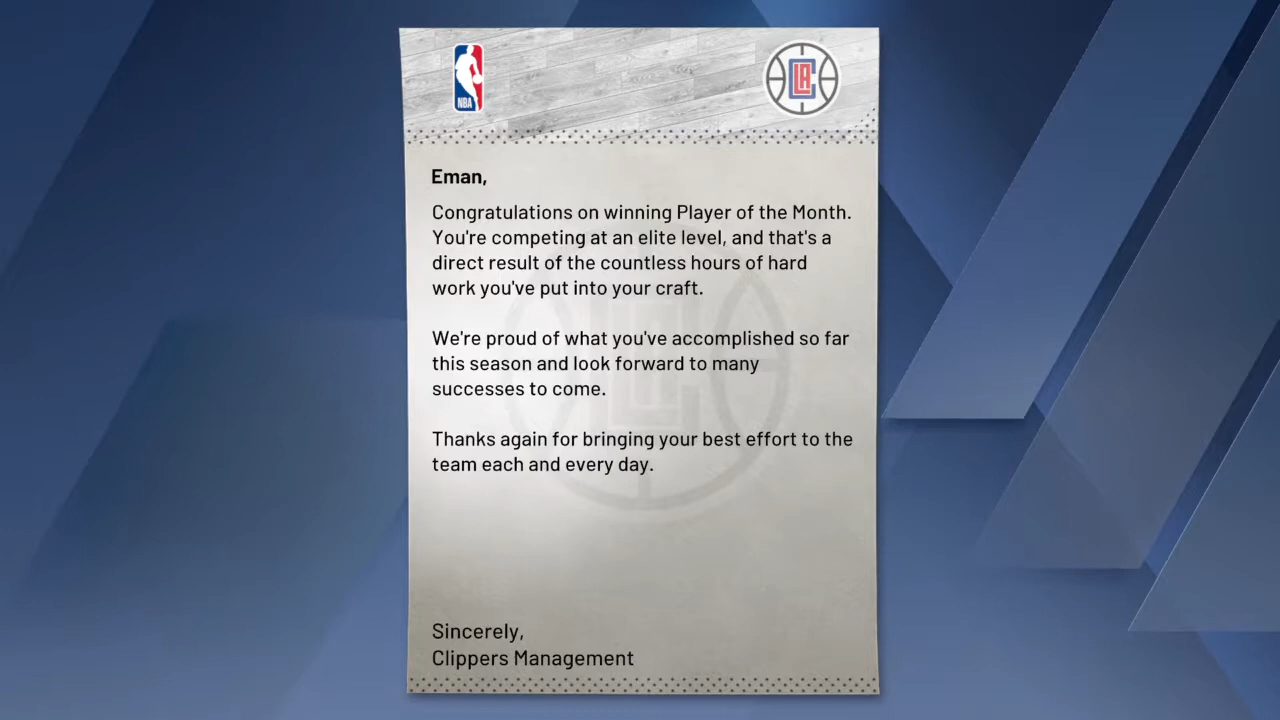 NBA
LA
Eman,
Congratulations on winning Player of the Month.
You're competing at an elite level, and that's a
direct result of the countless hours of hard
work you've put into your craft.
We're proud of what you've accomplished so far
this season and look forward to many
successes to come.
Thanks again for bringing your best effort to the
team each and every day.
Sincerely,
Clippers Management